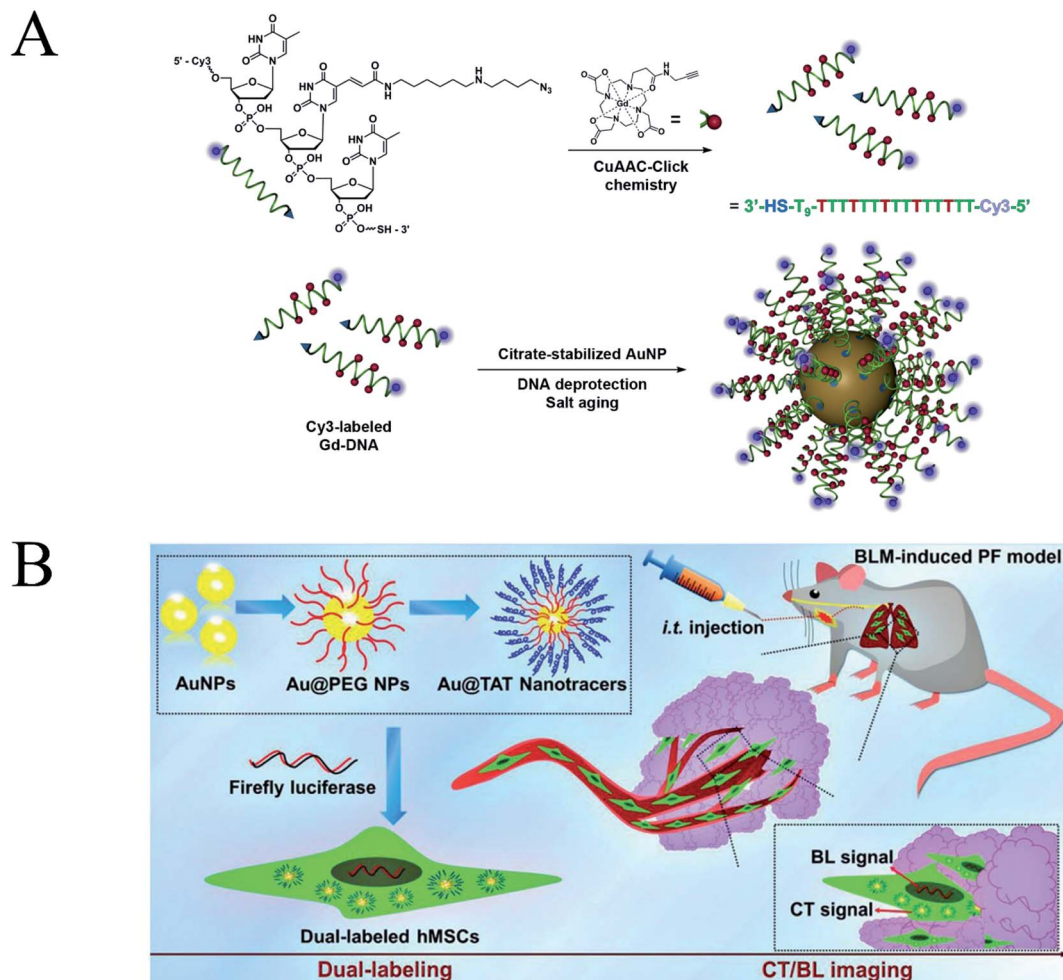 A
5' - Cy3
O
NH
O
N
O
O
OH
O
P
O
O
HN
O
N
O
N
H
H
N
N3
O
OH
O
P
O
O
HN
O
N
O
O
OH
O
P
O
O
SH - 3'
O
O
N
H
O
N
N
Gd
N
N
O
O
O
O
=
CuAAC-Click
chemistry
= 3'-HS-T9-TTTTTTTTTTTTTTT-Cy3-5'
Cy3-labeled
Gd-DNA
Citrate-stabilized AuNP
DNA deprotection
Salt aging
B
AuNPs
Au@PEG NPs
Au@TAT Nanotracers
i.t. injection
BLM-induced PF model
Firefly luciferase
Dual-labeled hMSCs
BL signal
CT signal
Dual-labeling
CT/BL imaging